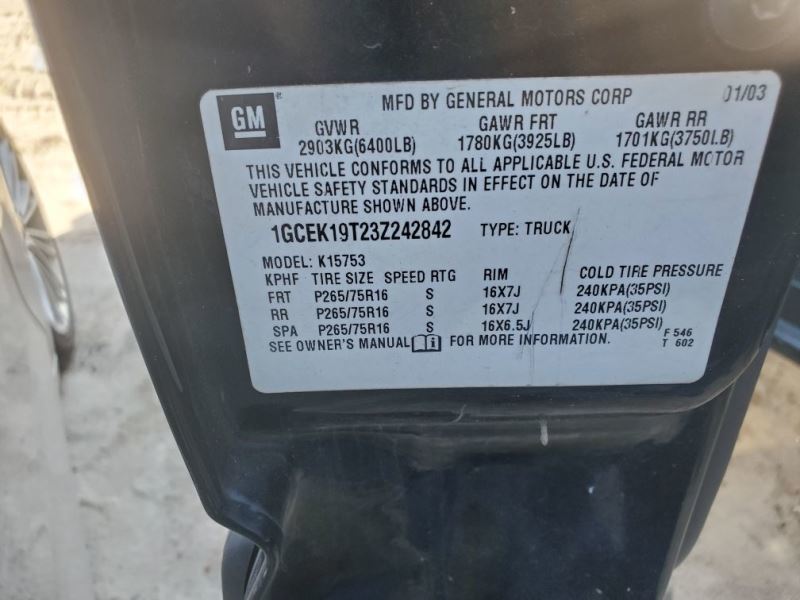 GM MFD BY GENERAL MOTORS CORP 01/03
GVWR GAWR FRT GAWR RR
2903KG(6400LB) 1780KG(3925LB) 1701KG(3750LB)
THIS VEHICLE CONFORMS TO ALL APPLICABLE U.S. FEDERAL MOTOR
VEHICLE SAFETY STANDARDS IN EFFECT ON THE DATE OF
MANUFACTURE SHOWN ABOVE.
1GCEK19T23Z242842 TYPE: TRUCK
MODEL: K15753
KPHF TIRE SIZE SPEED RTG RIM COLD TIRE PRESSURE
FRT P265/75R16 S 16X7J 240KPA(35PSI)
RR P265/75R16 S 16X7J 240KPA(35PSI)
SPA P265/75R16 S 16X6.5J 240KPA(35PSI)
SEE OWNER'S MANUAL FOR MORE INFORMATION.
F 546
T 602